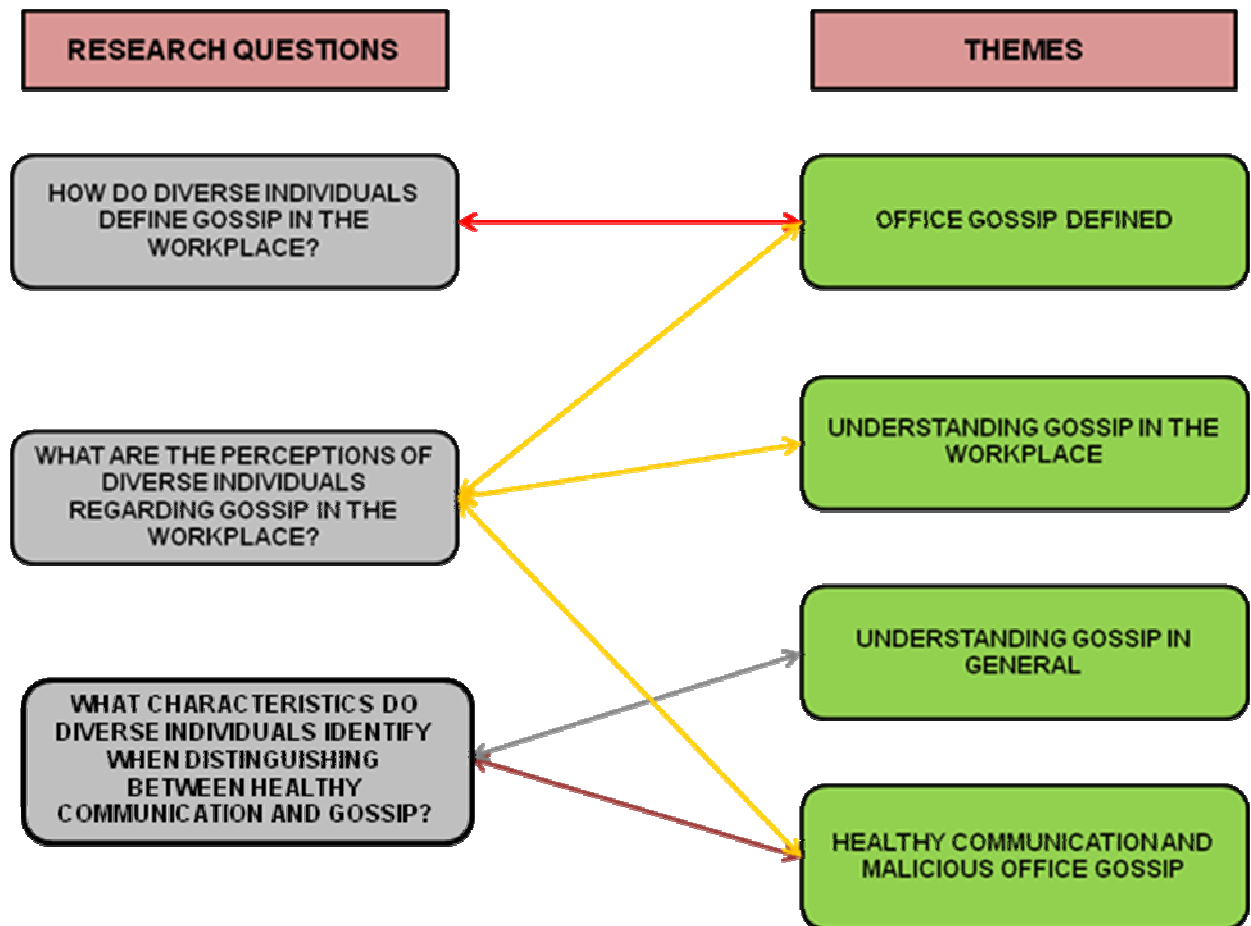 RESEARCH QUESTIONS
THEMES
HOW DO DIVERSE INDIVIDUALS
DEFINE GOSSIP IN THE
WORKPLACE?
OFFICE GOSSIP DEFINED
WHAT ARE THE PERCEPTIONS OF
DIVERSE INDIVIDUALS
REGARDING GOSSIP IN THE
WORKPLACE?
UNDERSTANDING GOSSIP IN THE
WORKPLACE
WHAT CHARACTERISTICS DO
DIVERSE INDIVIDUALS IDENTIFY
WHEN DISTINGUISHING
BETWEEN HEALTHY
COMMUNICATION AND GOSSIP?
UNDERSTANDING GOSSIP IN
GENERAL
HEALTHY COMMUNICATION AND
MALICIOUS OFFICE GOSSIP